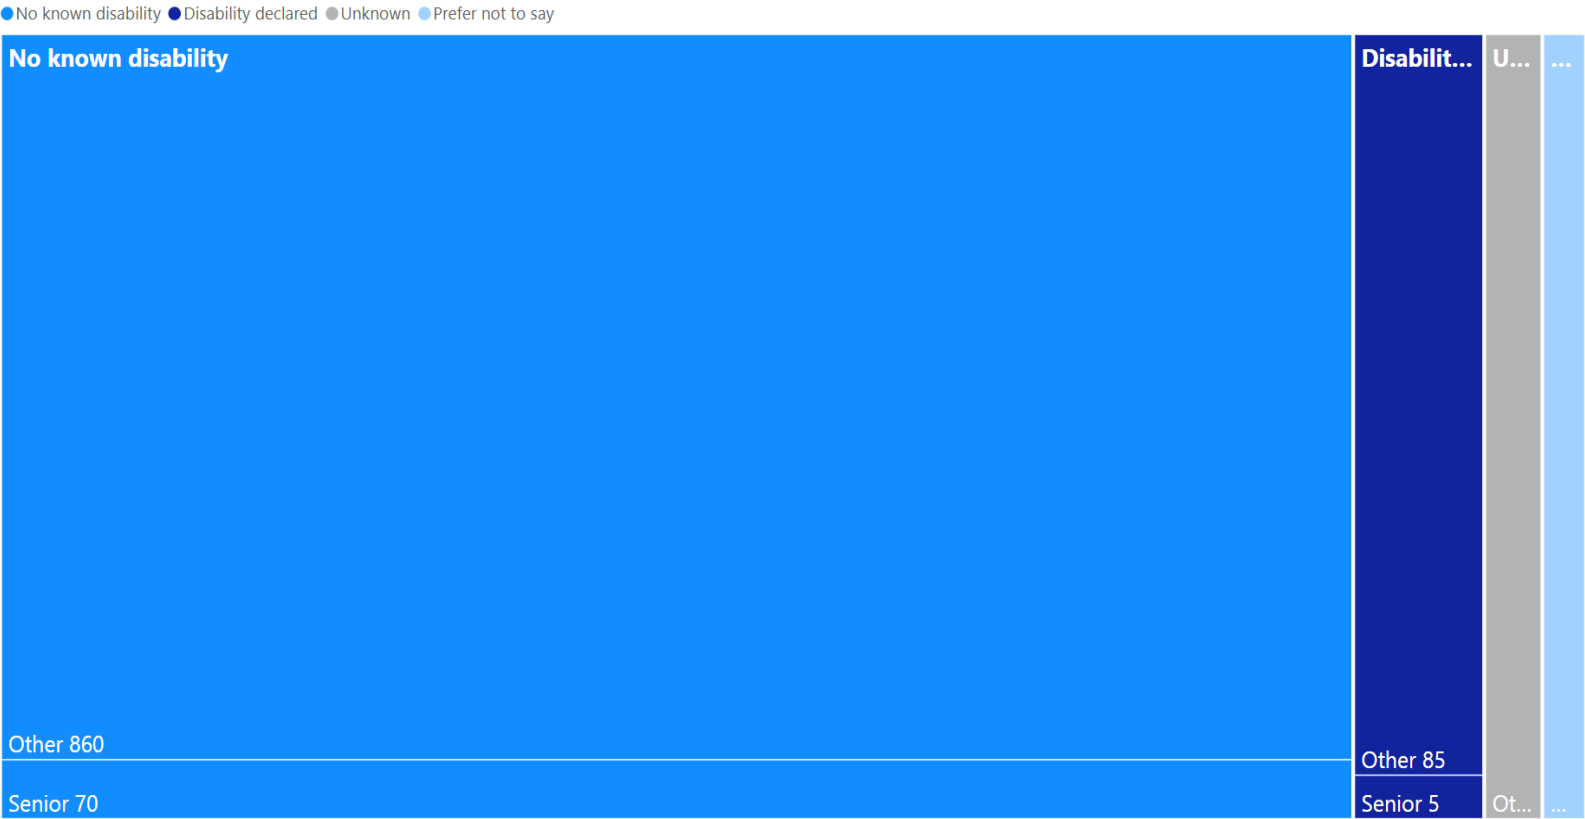 No known disability Disability declared Unknown Prefer not to say
No known disability
Disabilit...
U...
...
Other 860
Senior 70
Other 85
Senior 5
Ot...
...